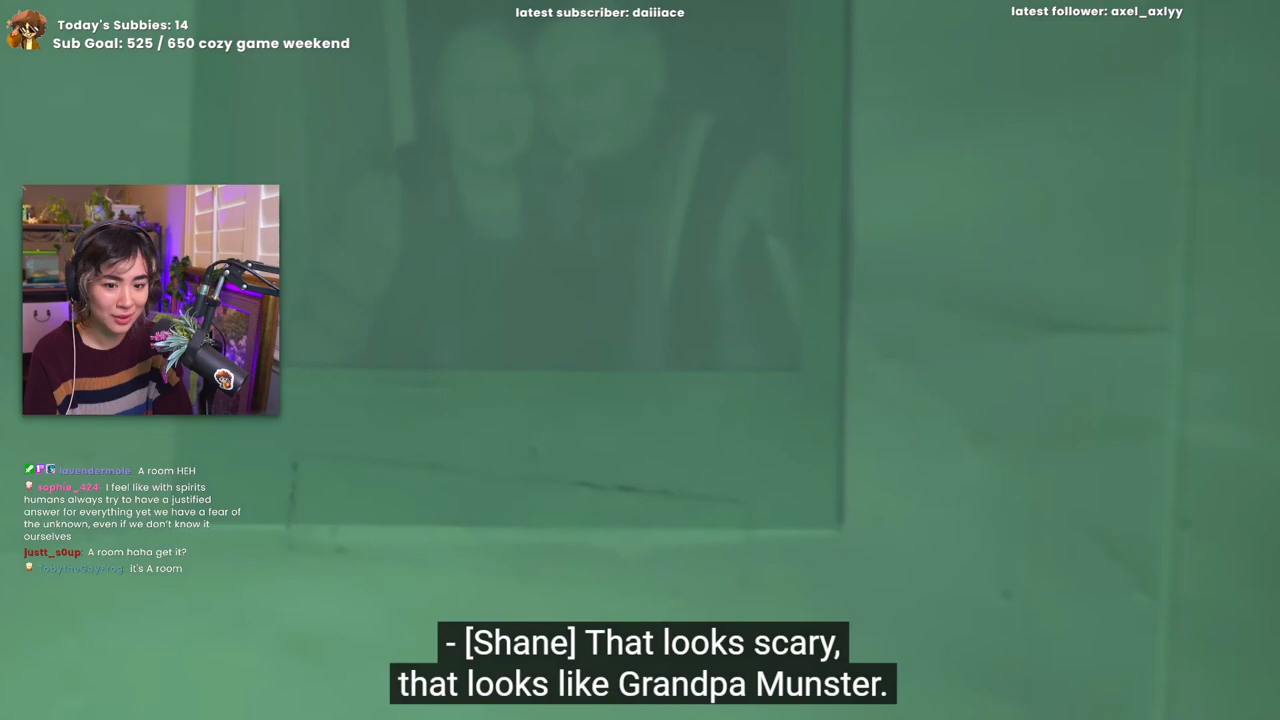 Today's Subbies: 14
Sub Goal: 525 / 650 cozy game weekend
latest subscriber: daiiiace
latest follower: axel_axlyy
lavendermole: A room HEH
sophie_424: I feel like with spirits
humans always try to have a justified
answer for everything yet we have a fear of
the unknown, even if we don't know it
ourselves
justt_s0up: A room haha get it?
TobyTheGayFrog: it's A room
- [Shane] That looks scary,
that looks like Grandpa Munster.